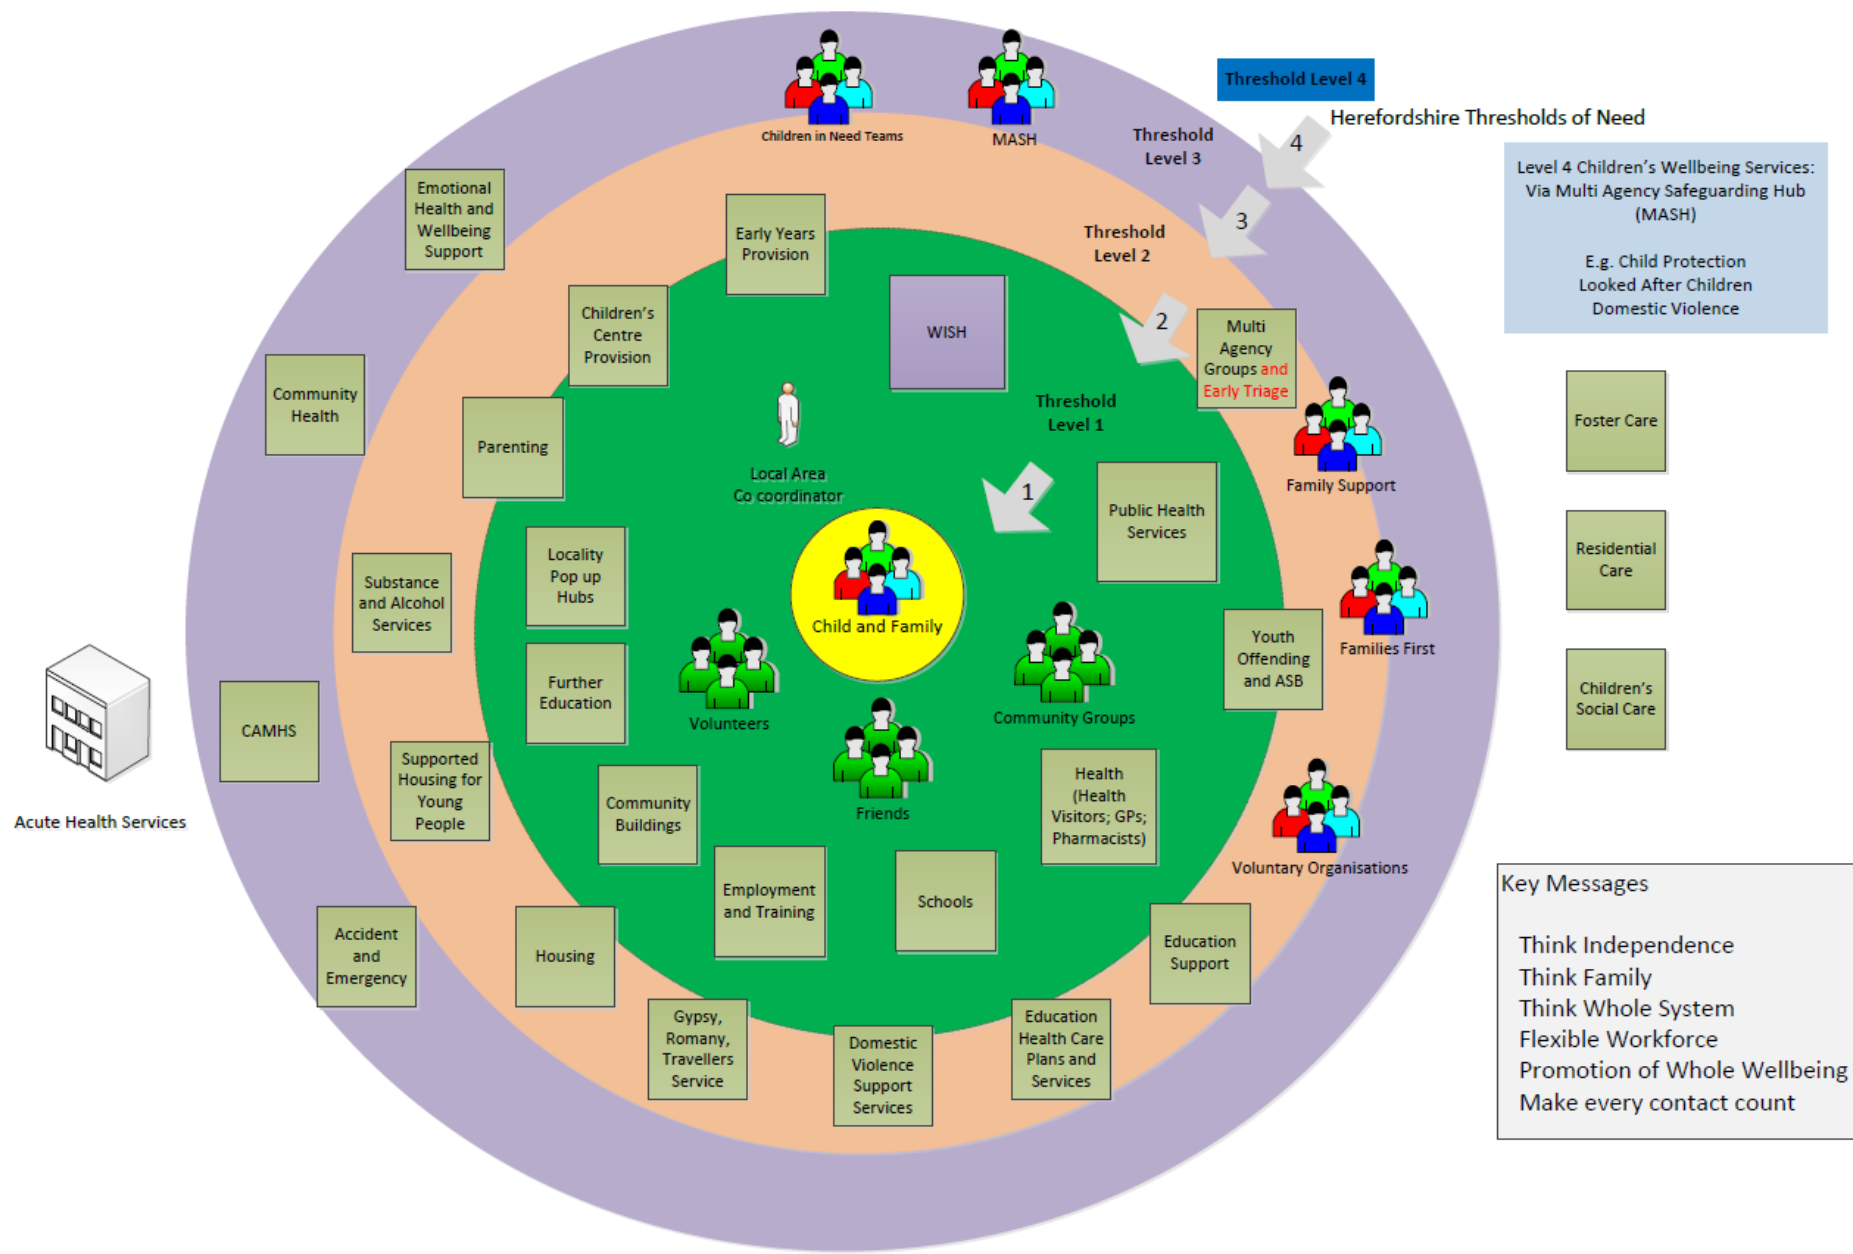 Threshold Level 4
Herefordshire Thresholds of Need
Children in Need Teams
MASH
Threshold
Level 3
4
Level 4 Children's Wellbeing Services:
Via Multi Agency Safeguarding Hub
(MASH)
E.g. Child Protection
Looked After Children
Domestic Violence
Emotional
Health and
Wellbeing
Support
Early Years
Provision
Threshold
Level 2
3
Children's
Centre
Provision
WISH
2
Multi
Agency
Groups and
Early Triage
Community
Health
Parenting
Local Area
Co coordinator
Threshold
Level 1
1
Public Health
Services
Family Support
Foster Care
Substance
and Alcohol
Services
Locality
Pop up
Hubs
Child and Family
Families First
Residential
Care
Youth
Offending
and ASB
Further
Education
Volunteers
Community Groups
Children's
Social Care
Acute Health Services
CAMHS
Supported
Housing for
Young
People
Community
Buildings
Friends
Health
(Health
Visitors; GPs;
Pharmacists)
Voluntary Organisations
Accident
and
Emergency
Housing
Employment
and Training
Schools
Education
Support
Gypsy,
Romany,
Travellers
Service
Domestic
Violence
Support
Services
Education
Health Care
Plans and
Services
Key Messages
Think Independence
Think Family
Think Whole System
Flexible Workforce
Promotion of Whole Wellbeing
Make every contact count